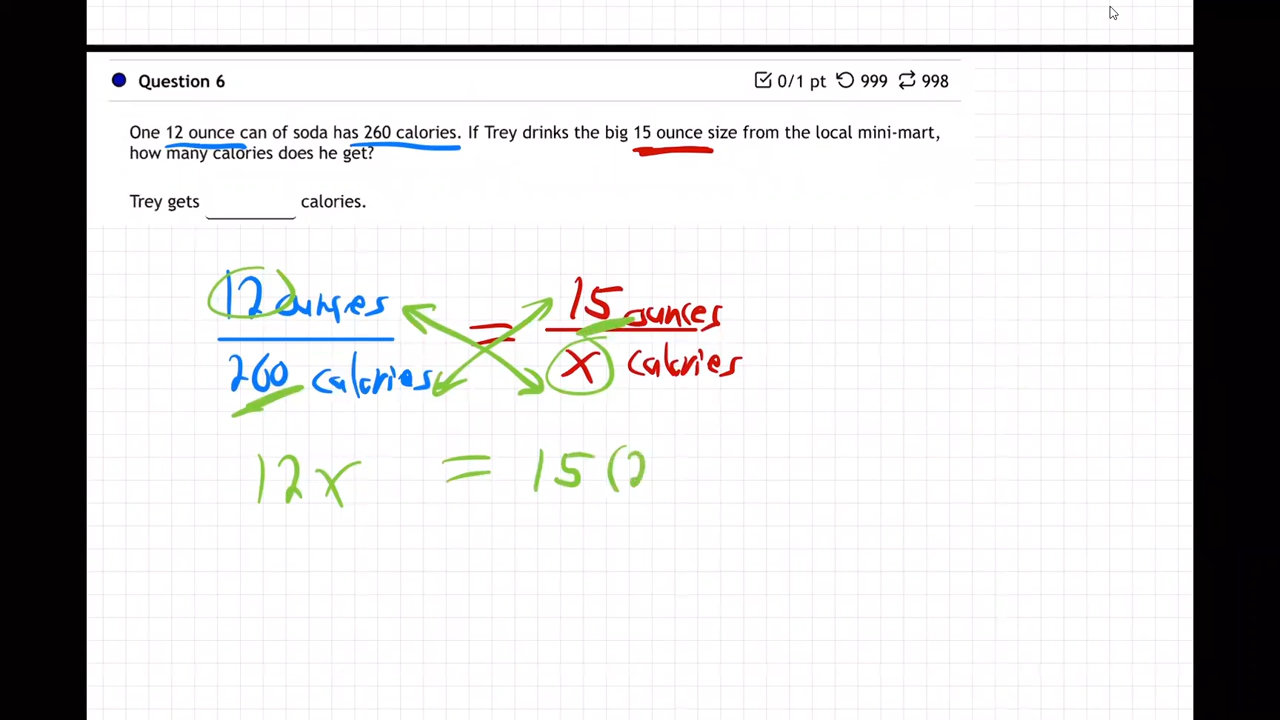 Question 6 0/1 pt 999 998
One 12 ounce can of soda has 260 calories. If Trey drinks the big 15 ounce size from the local mini-mart,
how many calories does he get?
Trey gets __________ calories.
12 ounces = 15 ounces
260 calories x calories
12x = 15(2